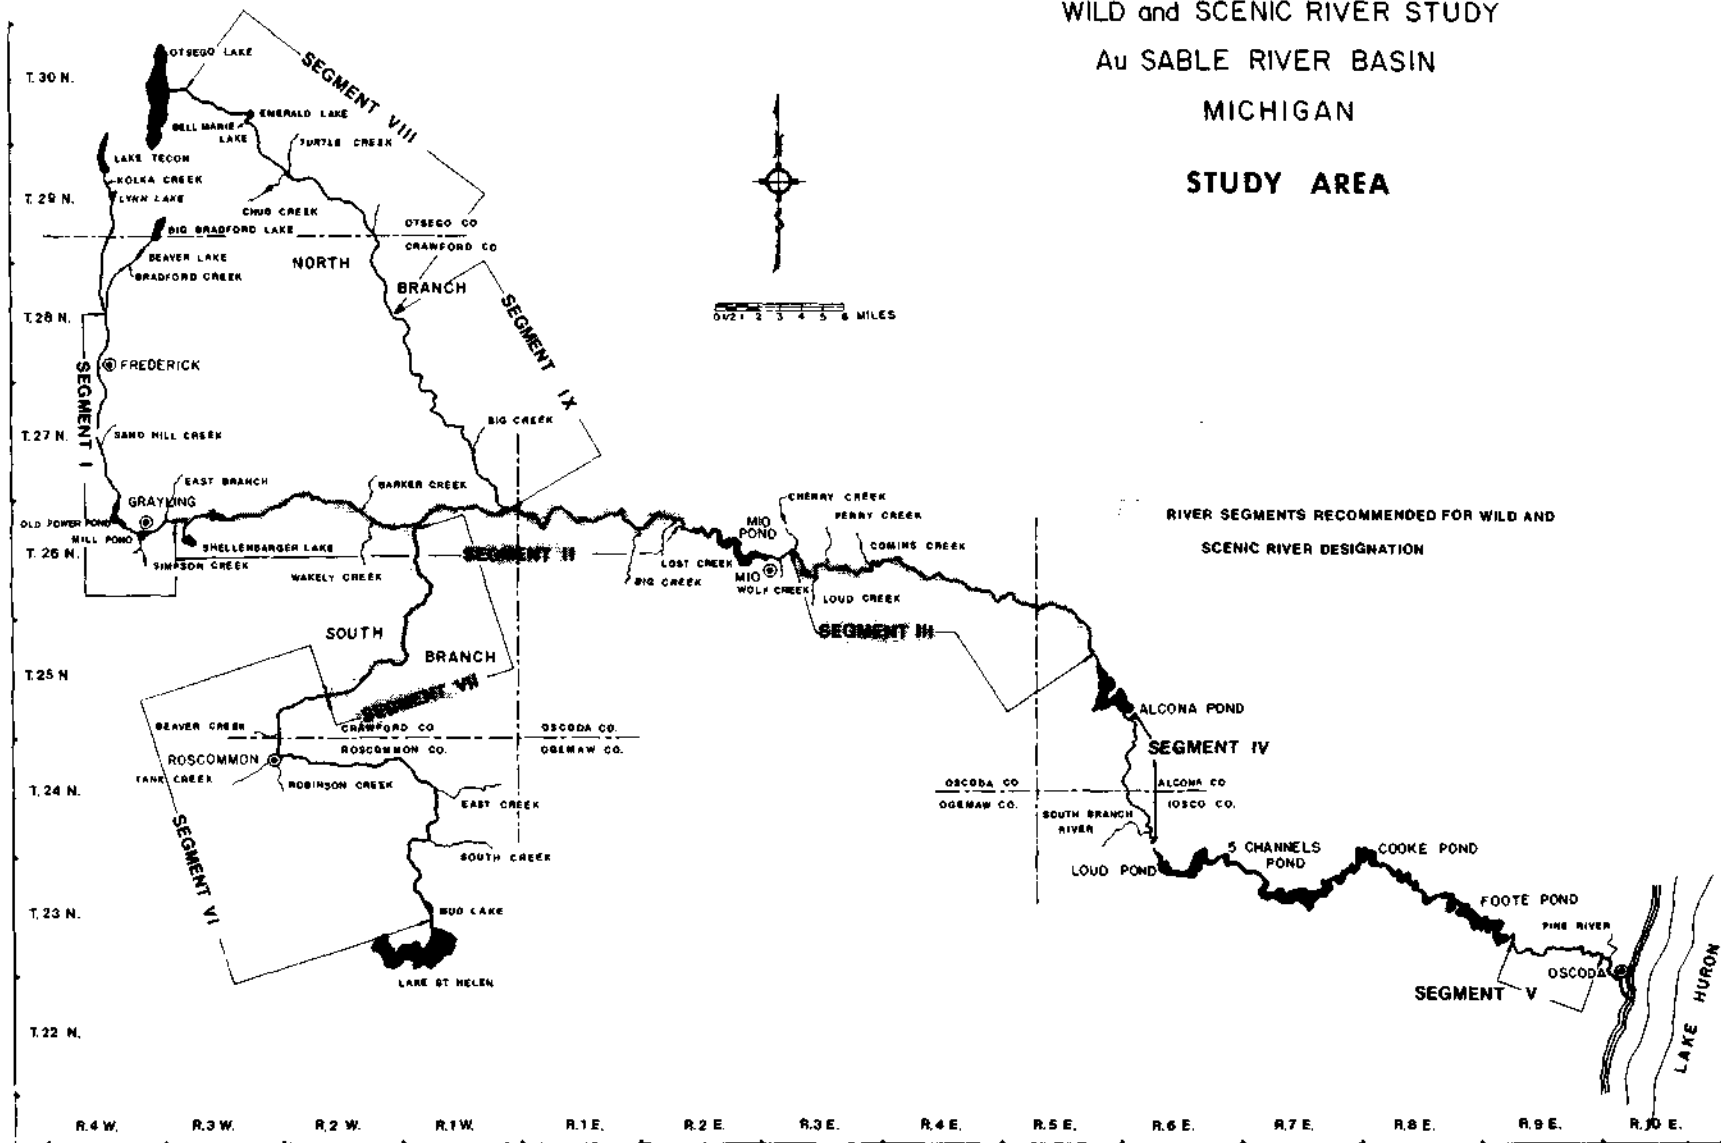 WILD and SCENIC RIVER STUDY
Au SABLE RIVER BASIN
MICHIGAN
STUDY AREA
T. 30 N.
OTSEGO LAKE
SEGMENT VIII
EMERALD LAKE
BELL MARIE
LAKE
TURTLE CREEK
LAKE TECON
KOLKA CREEK
LYNN LAKE
T. 29 N.
CHUB CREEK
OTSEGO CO
BIG BRADFORD LAKE
CRAWFORD CO
BEAVER LAKE
NORTH
BRADFORD CREEK
BRANCH
SEGMENT IX
T. 28 N.
0 1/2 1 2 3 4 5 6 MILES
FREDERICK
SEGMENT I
BIG CREEK
T. 27 N.
SAND HILL CREEK
EAST BRANCH
BARKER CREEK
GRAYLING
CHERRY CREEK
OLD POWER POND
MIO
POND
PERRY CREEK
RIVER SEGMENTS RECOMMENDED FOR WILD AND
SCENIC RIVER DESIGNATION
MILL POND
SHELLENBARGER LAKE
COMINS CREEK
T. 26 N.
SEGMENT II
SIMPSON CREEK
WAKELY CREEK
LOST CREEK
BIG CREEK
MIO
WOLF CREEK
LOUD CREEK
SOUTH
SEGMENT III
BRANCH
T. 25 N
SEGMENT VII
ALCONA POND
BEAVER CREEK
CRAWFORD CO
OSCODA CO.
ROSCOMMON CO.
OGEMAW CO.
SEGMENT IV
ROSCOMMON
TANK CREEK
ROBINSON CREEK
OSCODA CO
ALCONA CO
T. 24 N.
EAST CREEK
OGEMAW CO.
IOSCO CO.
SOUTH BRANCH
RIVER
SEGMENT VI
SOUTH CREEK
5 CHANNELS
POND
COOKE POND
LOUD POND
FOOTE POND
T. 23 N.
MUD LAKE
PINE RIVER
OSCODA
LAKE ST HELEN
SEGMENT V
LAKE HURON
T. 22 N.
R. 4 W. R. 3 W. R. 2 W. R. 1 W. R. 1 E. R. 2 E. R. 3 E. R. 4 E. R. 5 E. R. 6 E. R. 7 E. R. 8 E. R. 9 E. R. 10 E.